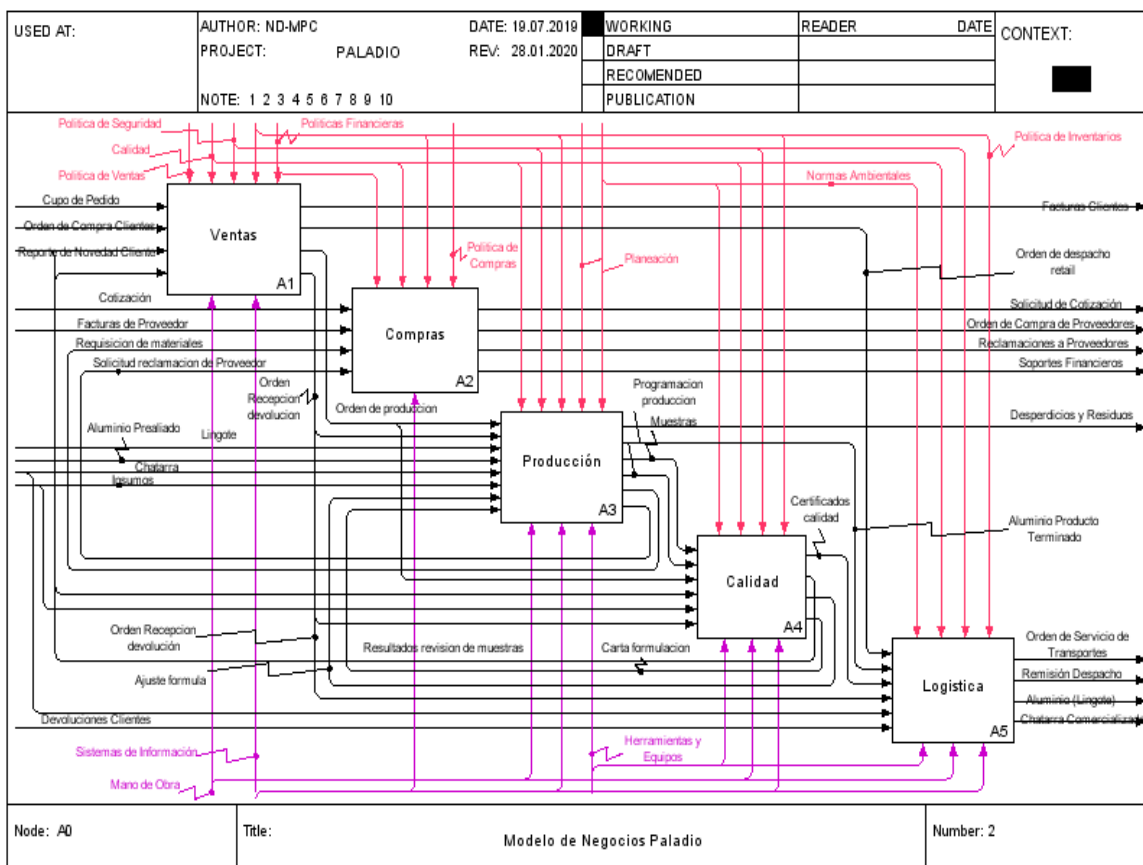 USED AT:
AUTHOR: ND-MPC
DATE: 19.07.2019
PROJECT: PALADIO
REV: 28.01.2020
NOTE: 1 2 3 4 5 6 7 8 9 10
WORKING
DRAFT
RECOMENDED
PUBLICATION
READER
DATE
CONTEXT:
Politica de Seguridad
Politicas Financieras
Calidad
Politica de Ventas
Politica de Inventarios
Normas Ambientales
Cupo de Pedido
Orden de Compra Clientes
Reporte de Novedad Cliente
Ventas
A1
Facturas Clientes
Politica de
Compras
Planeación
Orden de despacho
retail
Cotización
Facturas de Proveedor
Requisicion de materiales
Solicitud reclamacion de Proveedor
Compras
A2
Solicitud de Cotización
Orden de Compra de Proveedores
Reclamaciones a Proveedores
Soportes Financieros
Orden
Recepcion
devolucion
Orden de produccion
Programacion
produccion
Muestras
Desperdicios y Residuos
Aluminio Prealiado
Lingote
Chatarra
Insumos
Producción
A3
Certificados
calidad
Aluminio Producto
Terminado
Calidad
A4
Orden Recepcion
devolución
Resultados revision de muestras
Carta formulacion
Ajuste formula
Orden de Servicio de
Transportes
Remisión Despacho
Aluminio (Lingote)
Chatarra Comercializad
Logistica
A5
Devoluciones Clientes
Sistemas de Información
Herramientas y
Equipos
Mano de Obra
Node: A0
Title:
Modelo de Negocios Paladio
Number: 2